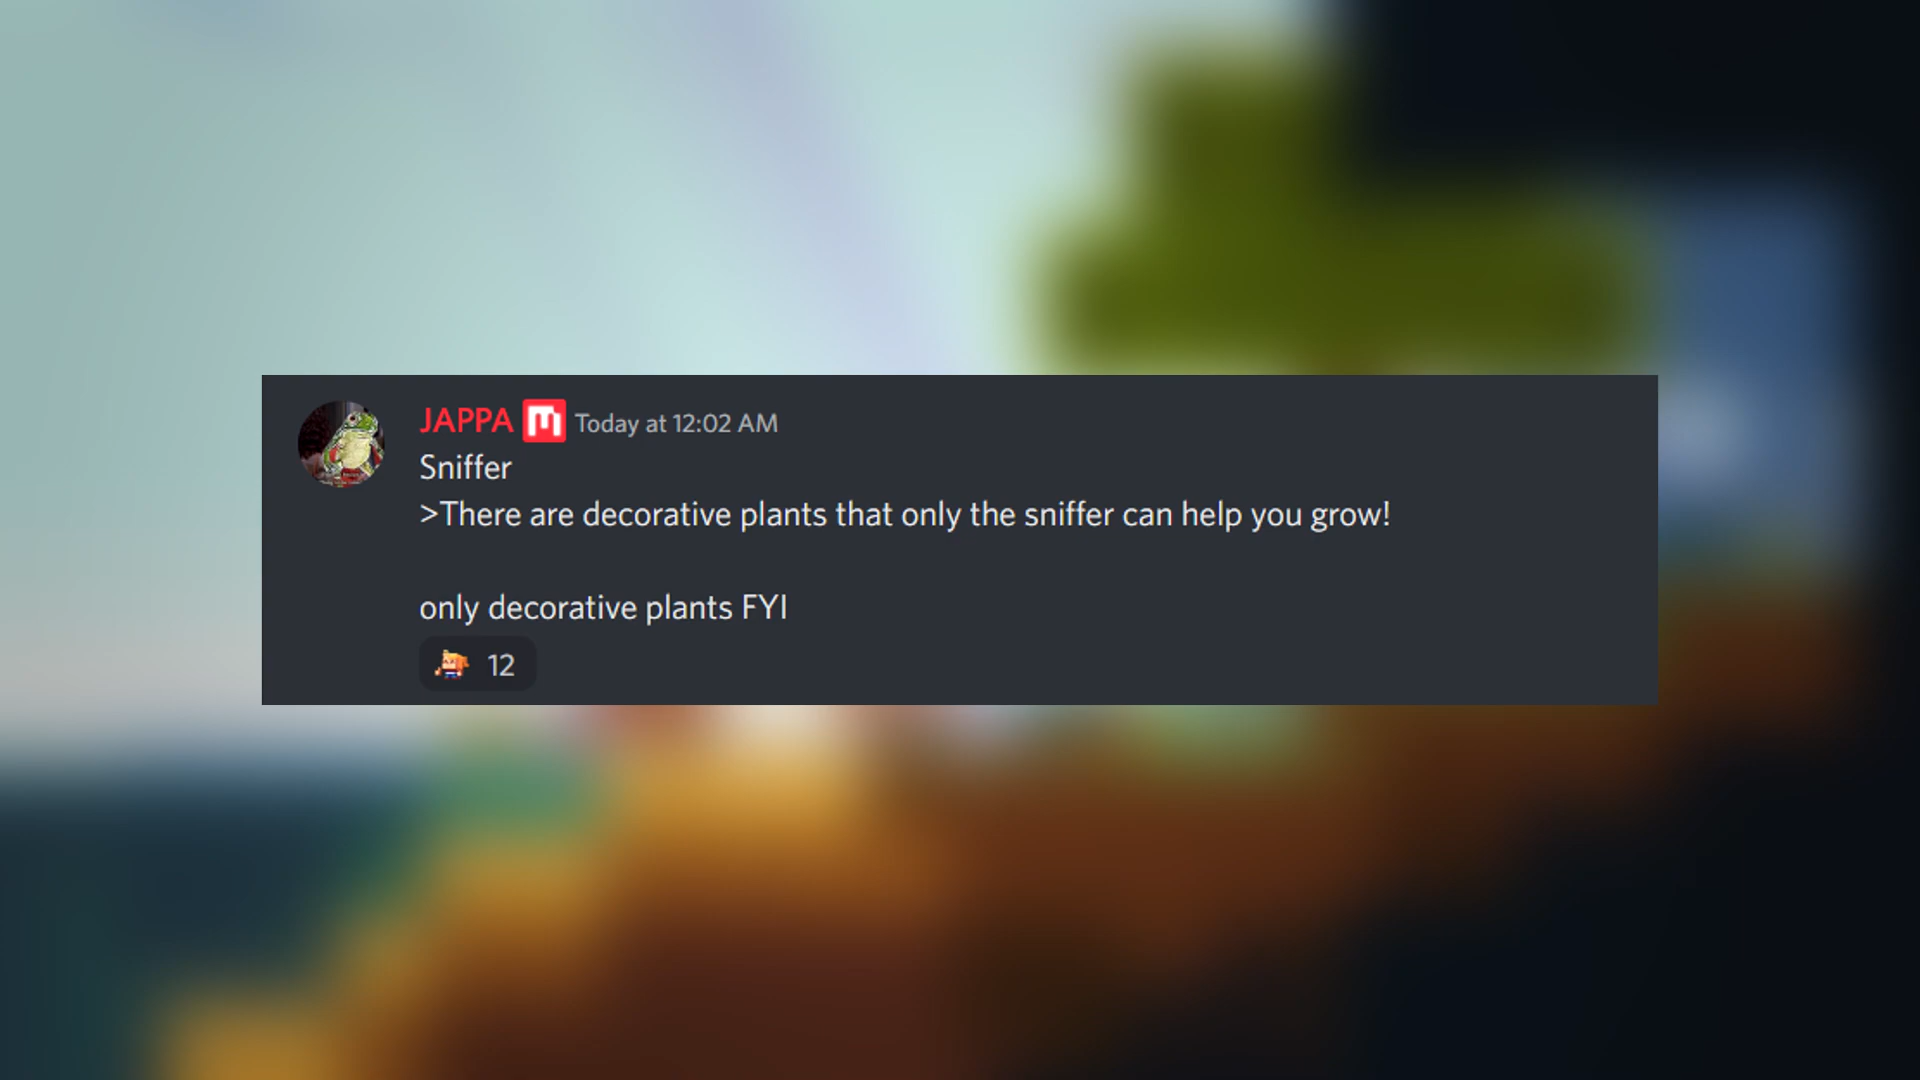 JAPPA Today at 12:02 AM
Sniffer
>There are decorative plants that only the sniffer can help you grow!
only decorative plants FYI
12